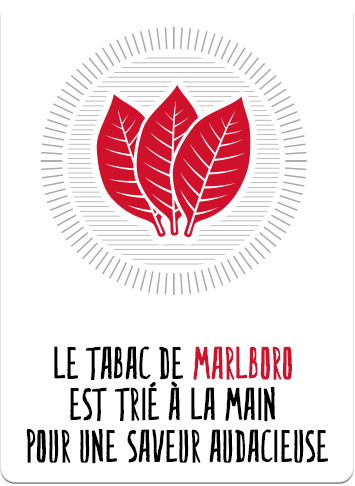 LE TABAC DE MARLBORO
EST TRIÉ À LA MAIN
POUR UNE SAVEUR AUDACIEUSE